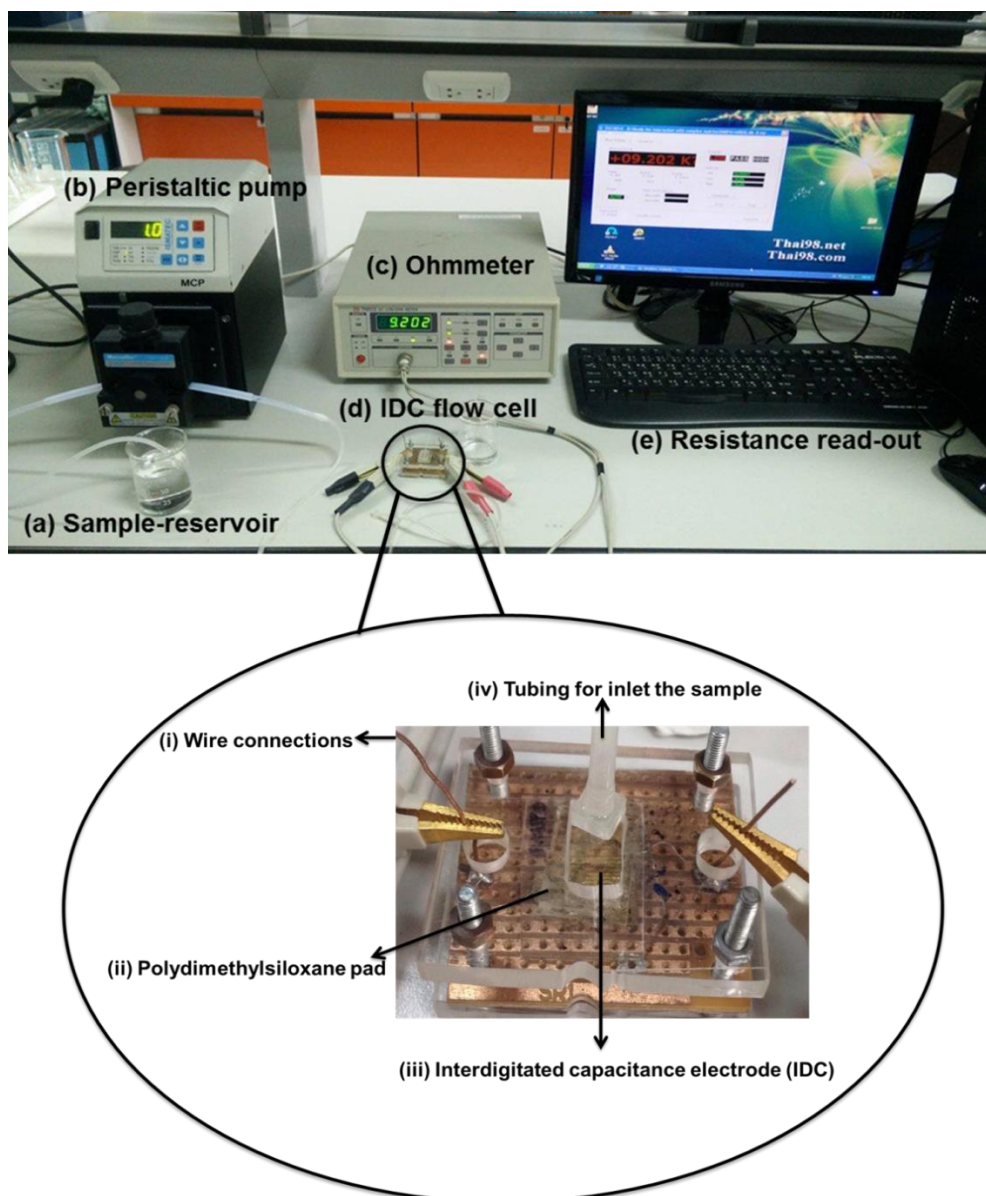 (b) Peristaltic pump
1.0
MCP
(c) Ohmmeter
9.202
+09.202 K
PASS
Thai98.net
Thai98.com
SAMSUNG
(d) IDC flow cell
(e) Resistance read-out
(a) Sample-reservoir
(iv) Tubing for inlet the sample
(i) Wire connections
(ii) Polydimethylsiloxane pad
(iii) Interdigitated capacitance electrode (IDC)